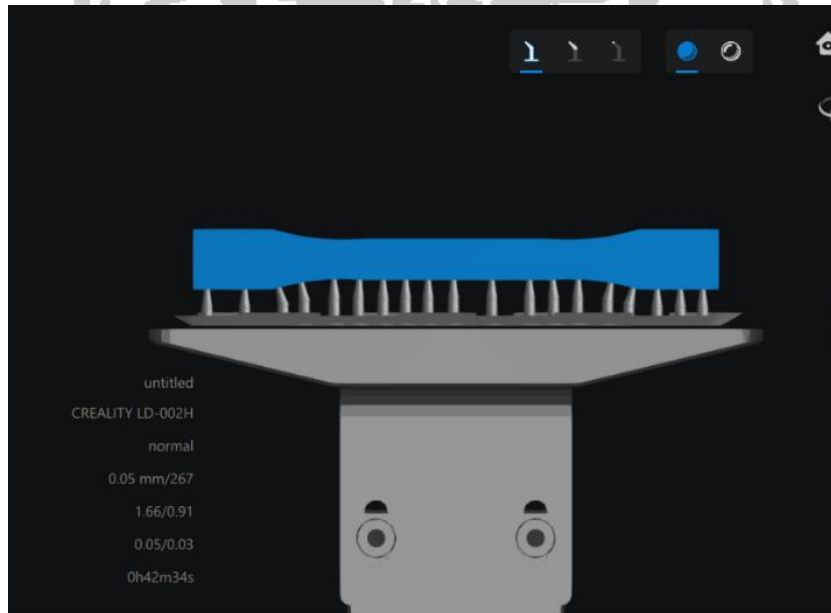 untitled
CREALITY LD-002H
normal
0.05 mm/267
1.66/0.91
0.05/0.03
0h42m34s